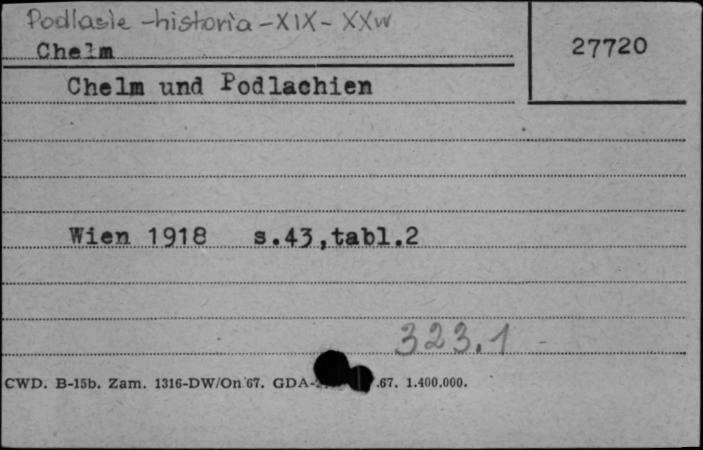 Podlasie - historia - XIX - XXw
Chelm
27720
Chelm und Podlachien
Wien 1918 s.43,tabl.2
323.1 -
CWD. B-15b. Zam. 1316-DW/On 67. GDA- .67. 1.400.000.